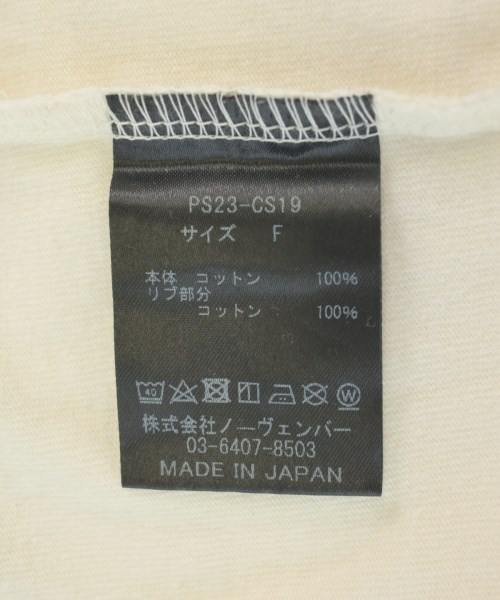 PS23-CS19
サイズ F
本体 コットン 100%
リブ部分
コットン 100%
40 W
株式会社ノーヴェンバー
03-6407-8503
MADE IN JAPAN